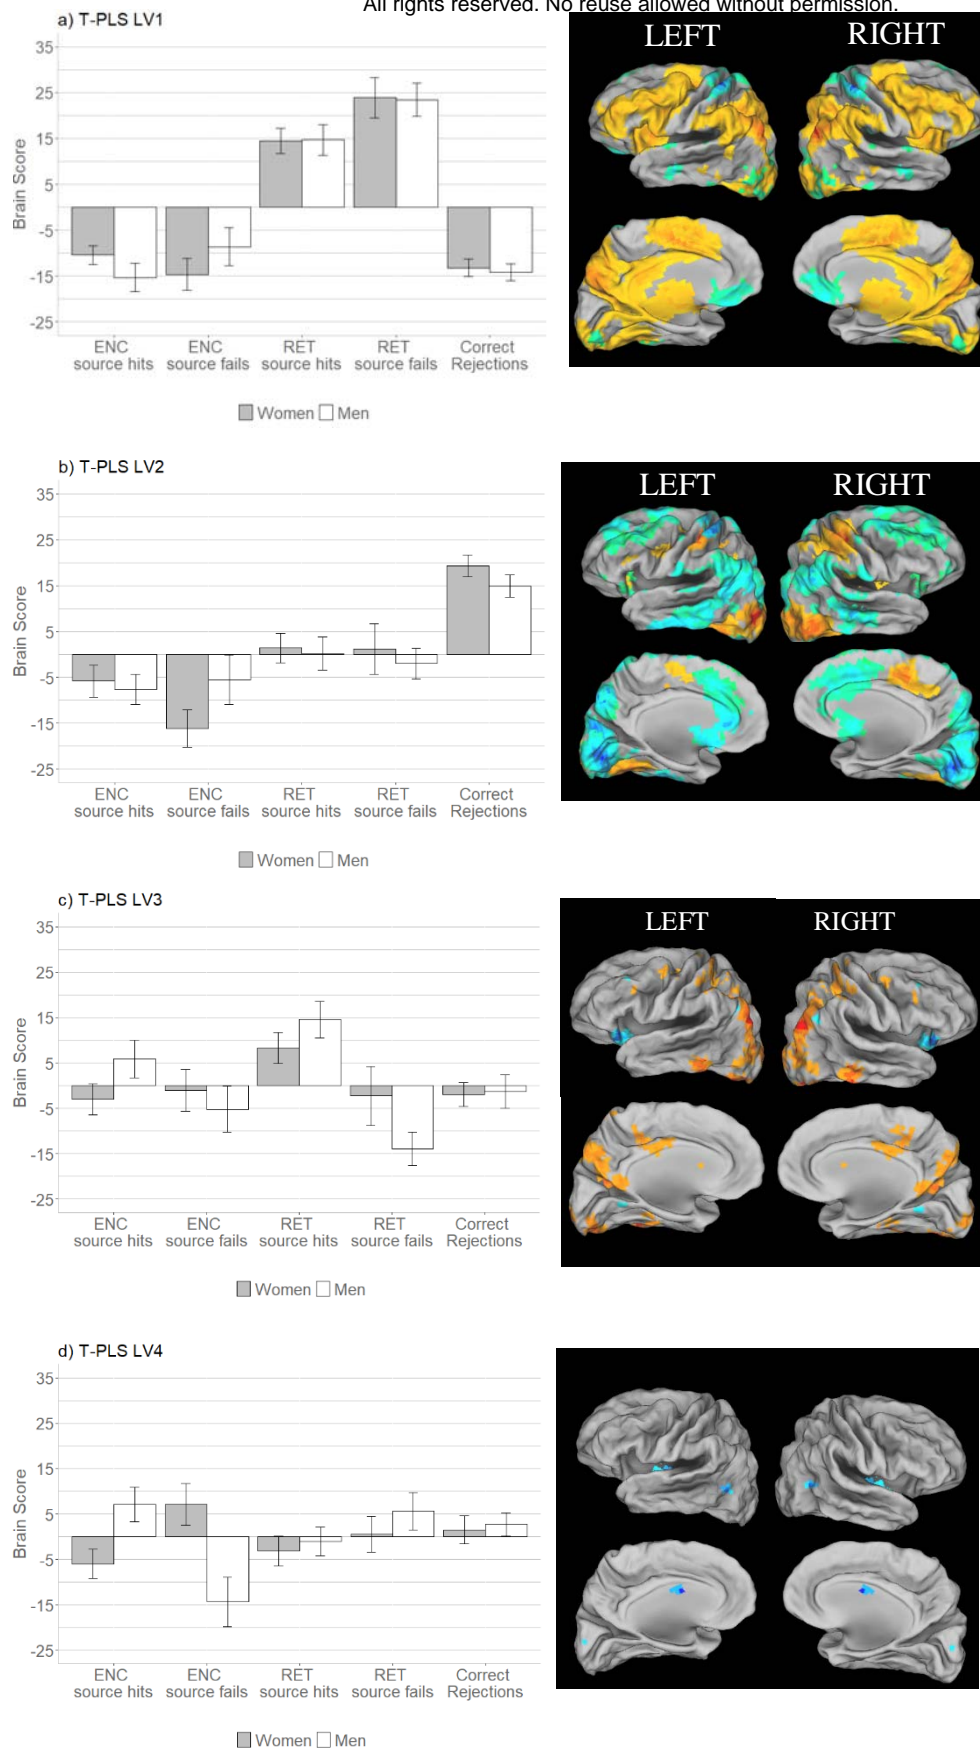 All rights reserved. No reuse allowed without permission.
a) T-PLS LV1
LEFT RIGHT
35
25
15
5
-5
-15
-25
Brain Score
ENC source hits
ENC source fails
RET source hits
RET source fails
Correct Rejections
Women Men
b) T-PLS LV2
LEFT RIGHT
35
25
15
5
-5
-15
-25
Brain Score
ENC source hits
ENC source fails
RET source hits
RET source fails
Correct Rejections
Women Men
c) T-PLS LV3
LEFT RIGHT
35
25
15
5
-5
-15
-25
Brain Score
ENC source hits
ENC source fails
RET source hits
RET source fails
Correct Rejections
Women Men
d) T-PLS LV4
35
25
15
5
-5
-15
-25
Brain Score
ENC source hits
ENC source fails
RET source hits
RET source fails
Correct Rejections
Women Men